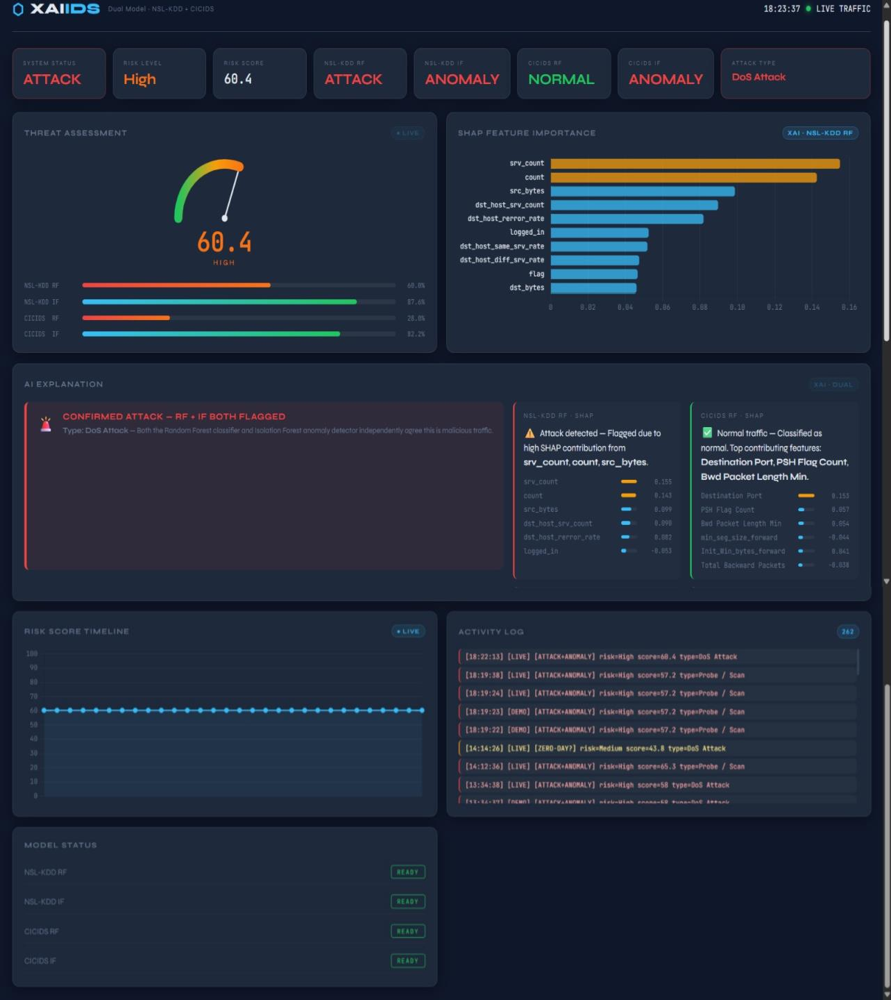 XAIIDS Dual Model · NSL-KDD + CICIDS
18:23:37 LIVE TRAFFIC
SYSTEM STATUS
ATTACK
RISK LEVEL
High
RISK SCORE
60.4
NSL-KDD RF
ATTACK
NSL-KDD IF
ANOMALY
CICIDS RF
NORMAL
CICIDS IF
ANOMALY
ATTACK TYPE
DoS Attack
THREAT ASSESSMENT
• LIVE
60.4
HIGH
NSL-KDD RF 60.0%
NSL-KDD IF 87.6%
CICIDS RF 28.0%
CICIDS IF 82.2%
SHAP FEATURE IMPORTANCE
XAI · NSL-KDD RF
srv_count
count
src_bytes
dst_host_srv_count
dst_host_rerror_rate
logged_in
dst_host_same_srv_rate
dst_host_diff_srv_rate
flag
dst_bytes
0 0.02 0.04 0.06 0.08 0.10 0.12 0.14 0.16
AI EXPLANATION
XAI · DUAL
CONFIRMED ATTACK — RF + IF BOTH FLAGGED
Type: DoS Attack — Both the Random Forest classifier and Isolation Forest anomaly detector independently agree this is malicious traffic.
NSL-KDD RF · SHAP
Attack detected — Flagged due to
high SHAP contribution from
srv_count, count, src_bytes.
srv_count 0.155
count 0.143
src_bytes 0.099
dst_host_srv_count 0.090
dst_host_rerror_rate 0.082
logged_in -0.053
CICIDS RF · SHAP
Normal traffic — Classified as
normal. Top contributing features:
Destination Port, PSH Flag Count,
Bwd Packet Length Min.
Destination Port 0.153
PSH Flag Count 0.057
Bwd Packet Length Min 0.054
min_seg_size_forward -0.044
Init_Win_bytes_forward 0.041
Total Backward Packets -0.038
RISK SCORE TIMELINE
• LIVE
100
90
80
70
60
50
40
30
20
10
0
ACTIVITY LOG
262
[18:22:13] [LIVE] [ATTACK+ANOMALY] risk=High score=60.4 type=DoS Attack
[18:19:38] [LIVE] [ATTACK+ANOMALY] risk=High score=57.2 type=Probe / Scan
[18:19:24] [LIVE] [ATTACK+ANOMALY] risk=High score=57.2 type=Probe / Scan
[18:19:23] [DEMO] [ATTACK+ANOMALY] risk=High score=57.2 type=Probe / Scan
[18:19:22] [DEMO] [ATTACK+ANOMALY] risk=High score=57.2 type=Probe / Scan
[14:14:26] [LIVE] [ZERO-DAY?] risk=Medium score=43.8 type=DoS Attack
[14:12:36] [LIVE] [ATTACK+ANOMALY] risk=High score=65.3 type=Probe / Scan
[13:34:38] [LIVE] [ATTACK+ANOMALY] risk=High score=58 type=DoS Attack
[13:34:37] [DEMO] [ATTACK+ANOMALY] risk=High score=58 type=DoS Attack
MODEL STATUS
NSL-KDD RF READY
NSL-KDD IF READY
CICIDS RF READY
CICIDS IF READY